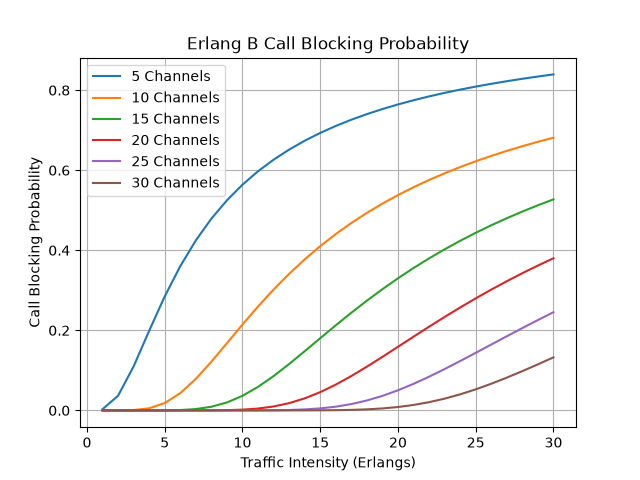 Erlang B Call Blocking Probability
5 Channels
10 Channels
15 Channels
20 Channels
25 Channels
30 Channels
Call Blocking Probability
0.8
0.6
0.4
0.2
0.0
0 5 10 15 20 25 30
Traffic Intensity (Erlangs)